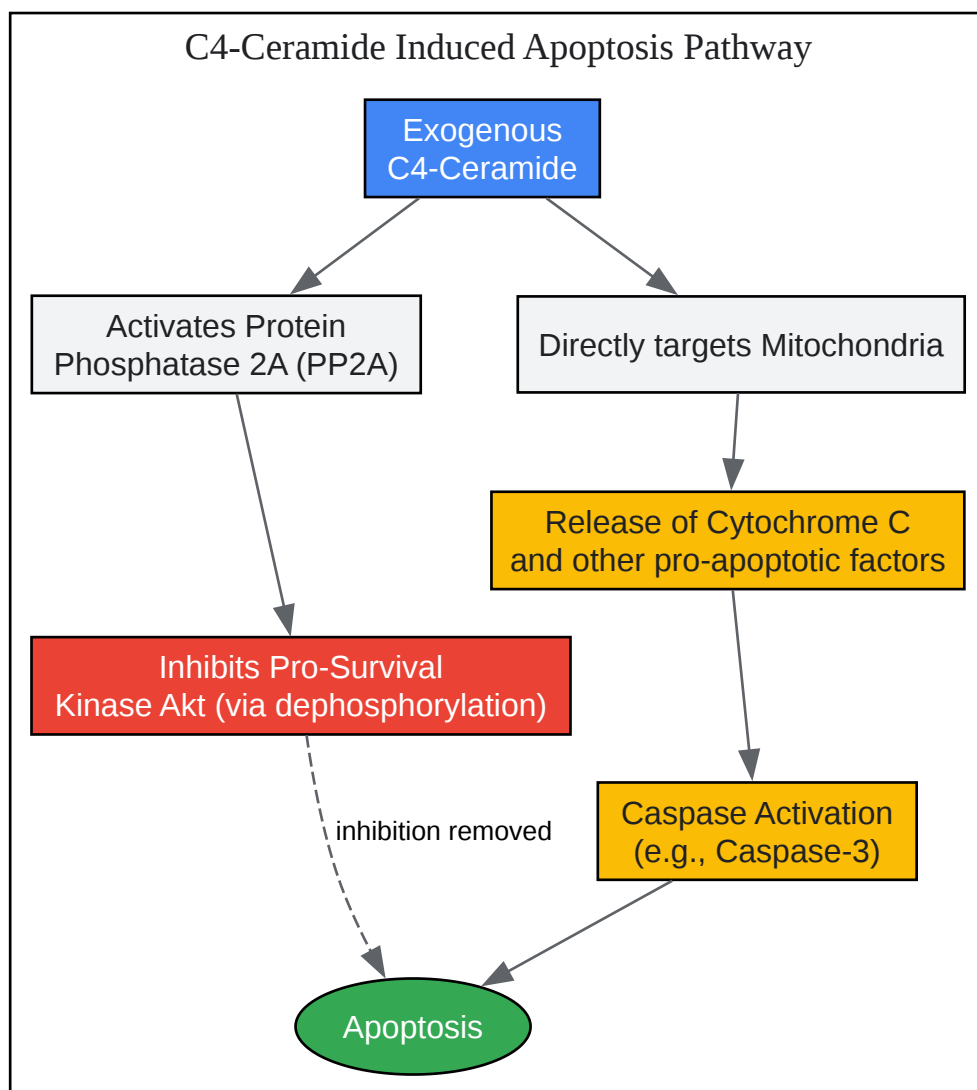 C4-Ceramide Induced Apoptosis Pathway
Exogenous
C4-Ceramide
Activates Protein
Phosphatase 2A (PP2A)
Directly targets Mitochondria
Release of Cytochrome C
and other pro-apoptotic factors
Inhibits Pro-Survival
Kinase Akt (via dephosphorylation)
Caspase Activation
(e.g., Caspase-3)
inhibition removed
Apoptosis